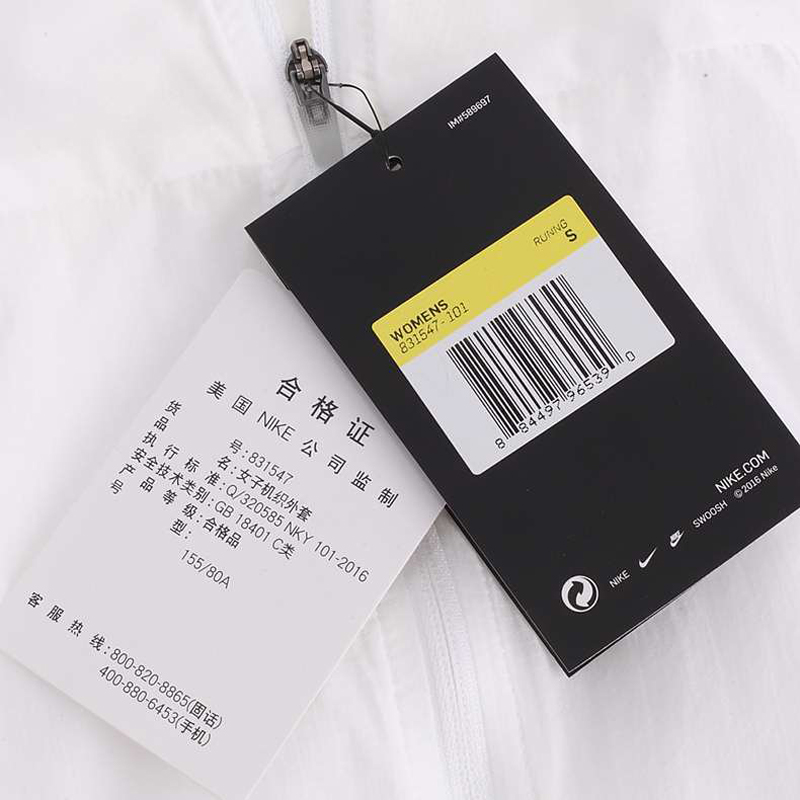 IM#589697
RUNNG
S
WOMENS
831547-101
8 84497 96539 0
NIKE.COM
©2016 Nike
NIKE SWOOSH
合格证
美国 NIKE 公司监制
货 号:831547
品 名:女子机织外套
执行标准:Q/320585 NKY 101-2016
安全技术类别:GB 18401 C类
产品等级:合格品
号 型:
155/80A
客服热线:800-820-8865(固话)
400-880-6453(手机)